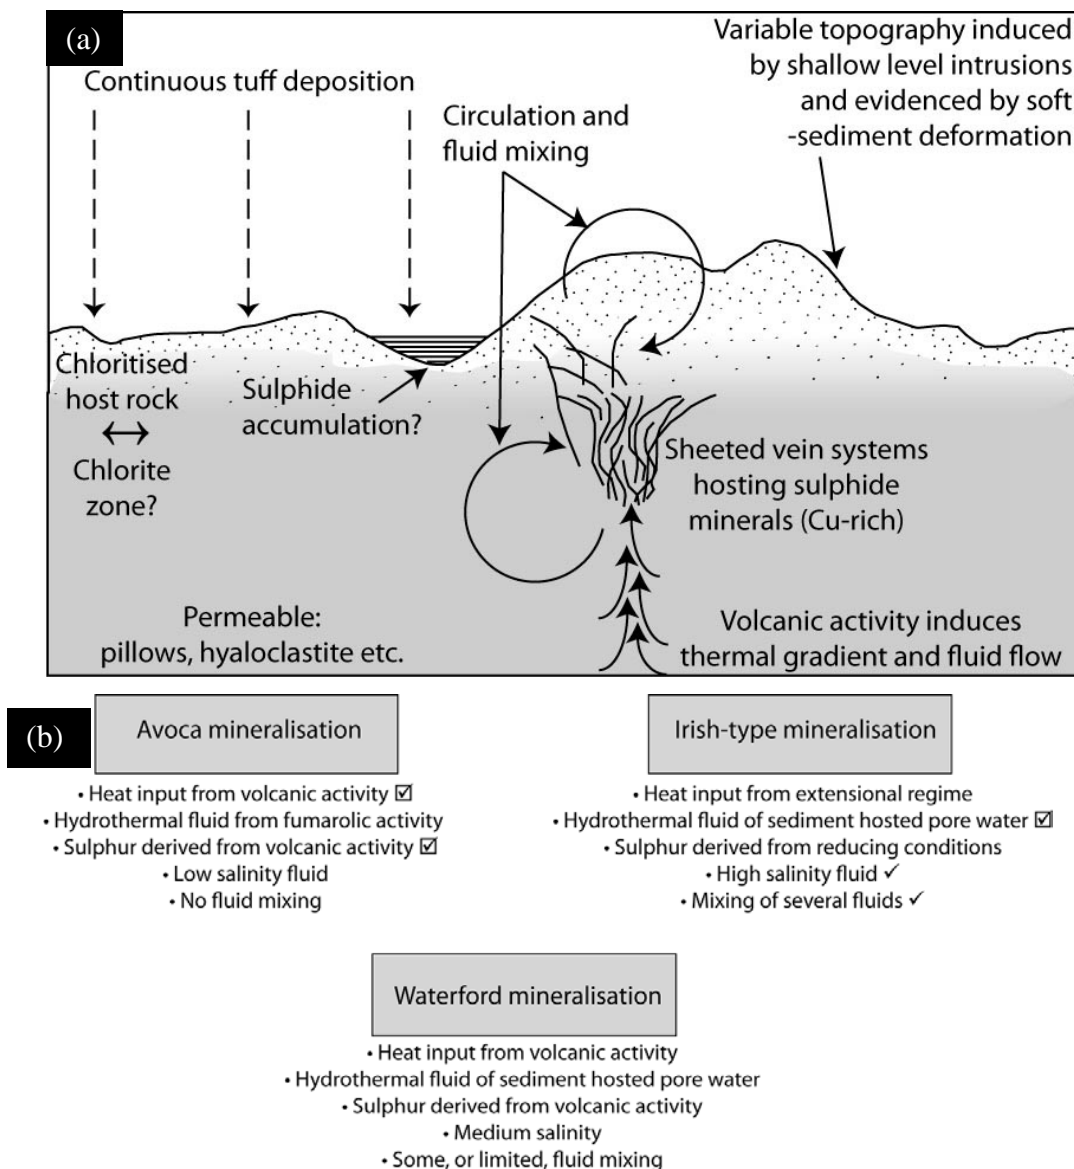 (a)
Continuous tuff deposition
Circulation and
fluid mixing
Variable topography induced
by shallow level intrusions
and evidenced by soft
-sediment deformation
Chloritised
host rock
Chlorite
zone?
Sulphide
accumulation?
Sheeted vein systems
hosting sulphide
minerals (Cu-rich)
Permeable:
pillows, hyaloclastite etc.
Volcanic activity induces
thermal gradient and fluid flow
(b)
Avoca mineralisation
• Heat input from volcanic activity ☑
• Hydrothermal fluid from fumarolic activity
• Sulphur derived from volcanic activity ☑
• Low salinity fluid
• No fluid mixing
Irish-type mineralisation
• Heat input from extensional regime
• Hydrothermal fluid of sediment hosted pore water ☑
• Sulphur derived from reducing conditions
• High salinity fluid ✓
• Mixing of several fluids ✓
Waterford mineralisation
• Heat input from volcanic activity
• Hydrothermal fluid of sediment hosted pore water
• Sulphur derived from volcanic activity
• Medium salinity
• Some, or limited, fluid mixing